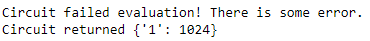 Circuit failed evaluation! There is some error.
Circuit returned {'1': 1024}